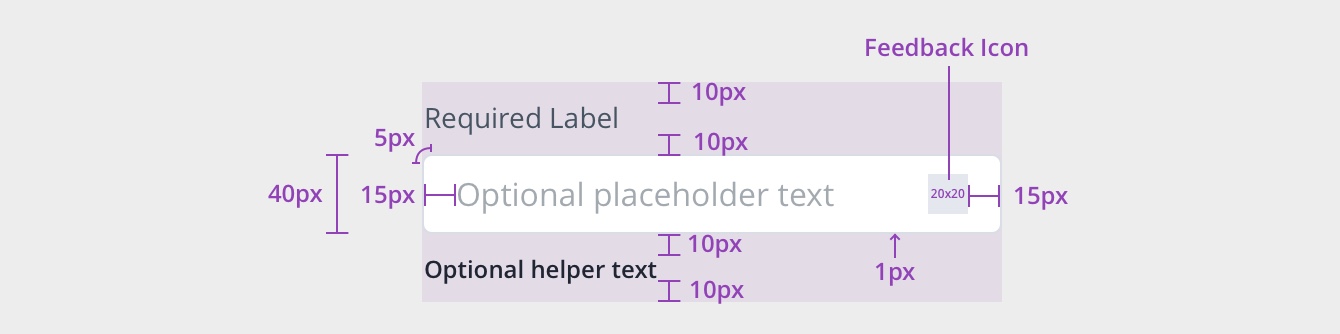 Feedback Icon
10px
Required Label
5px
10px
40px
15px
Optional placeholder text
20x20
15px
10px
Optional helper text
1px
10px